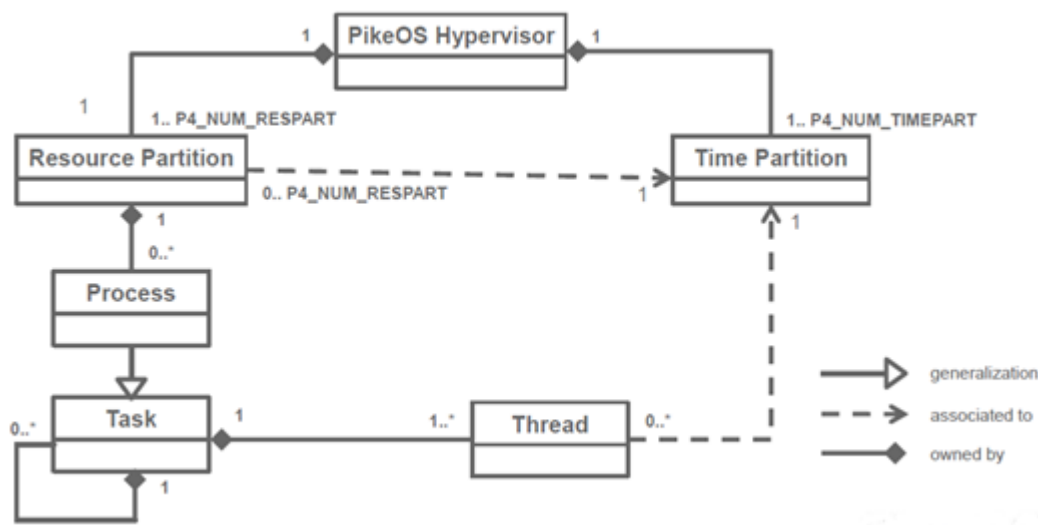 PikeOS Hypervisor
1
1
1
1.. P4_NUM_RESPART
1.. P4_NUM_TIMEPART
Resource Partition
Time Partition
0.. P4_NUM_RESPART
1
1
1
0..*
Process
generalization
0..*
Task
1
1..*
Thread
0..*
associated to
owned by
1